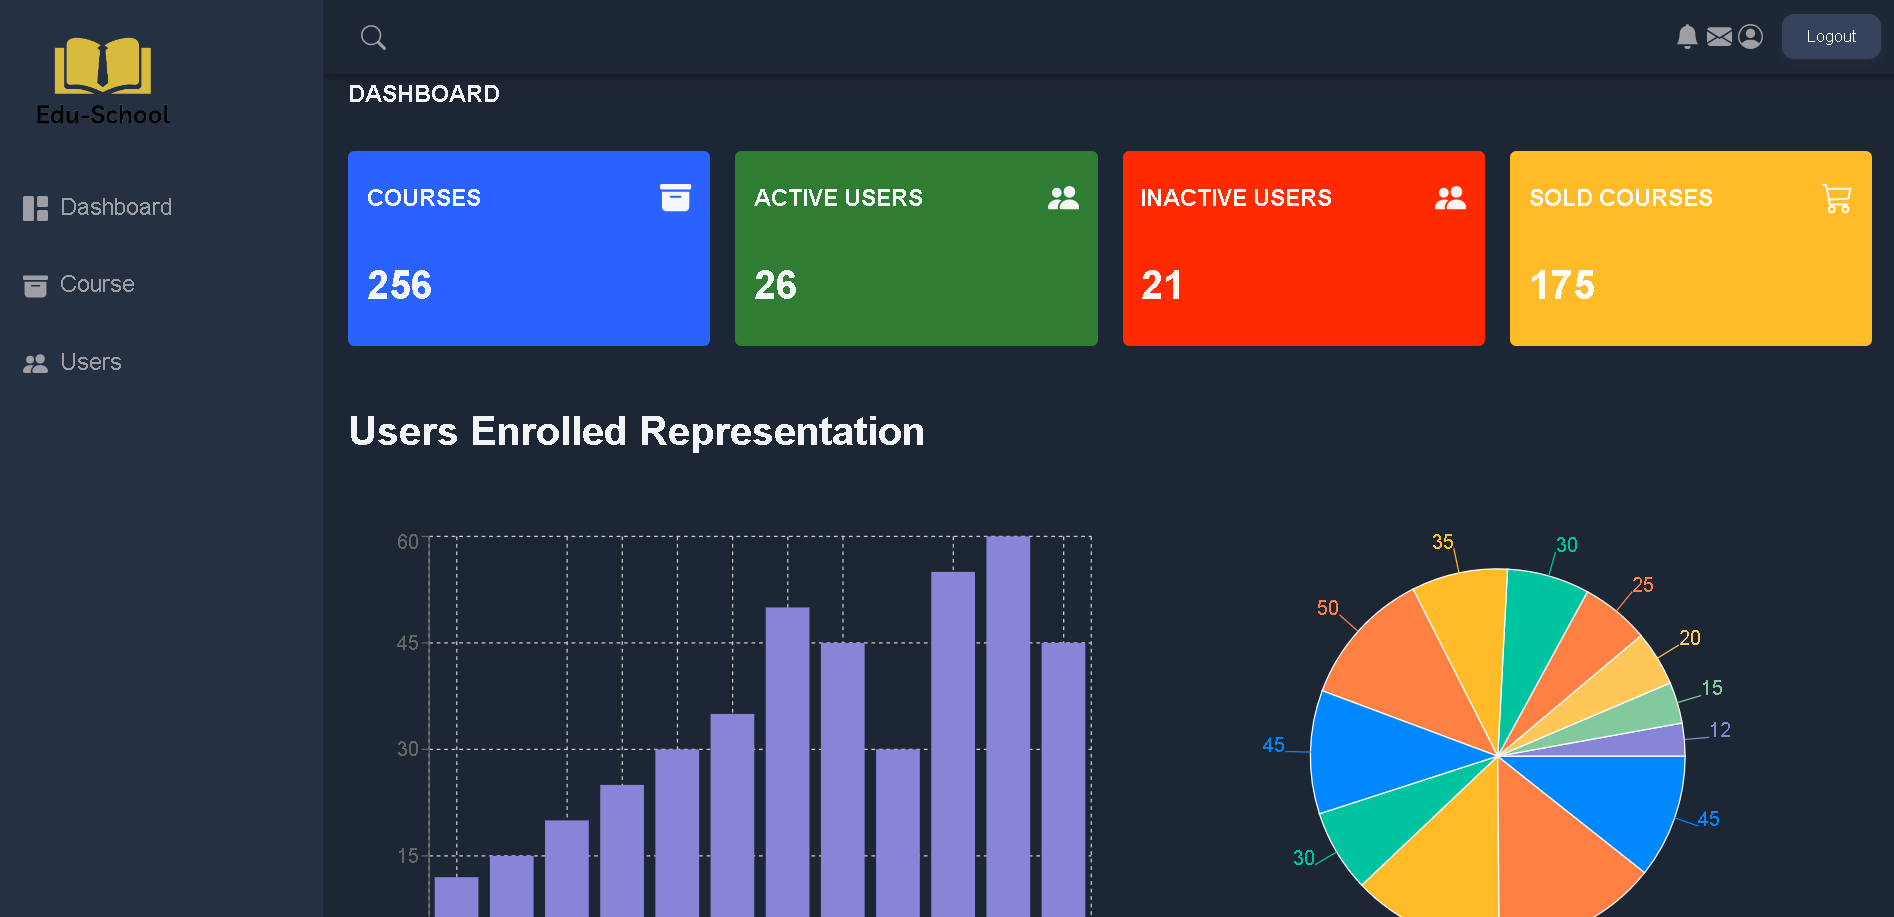 Edu-School
Dashboard
Course
Users
Logout
DASHBOARD
COURSES
256
ACTIVE USERS
26
INACTIVE USERS
21
SOLD COURSES
175
Users Enrolled Representation
60
45
30
15
35
30
25
50
20
15
12
45
45
30